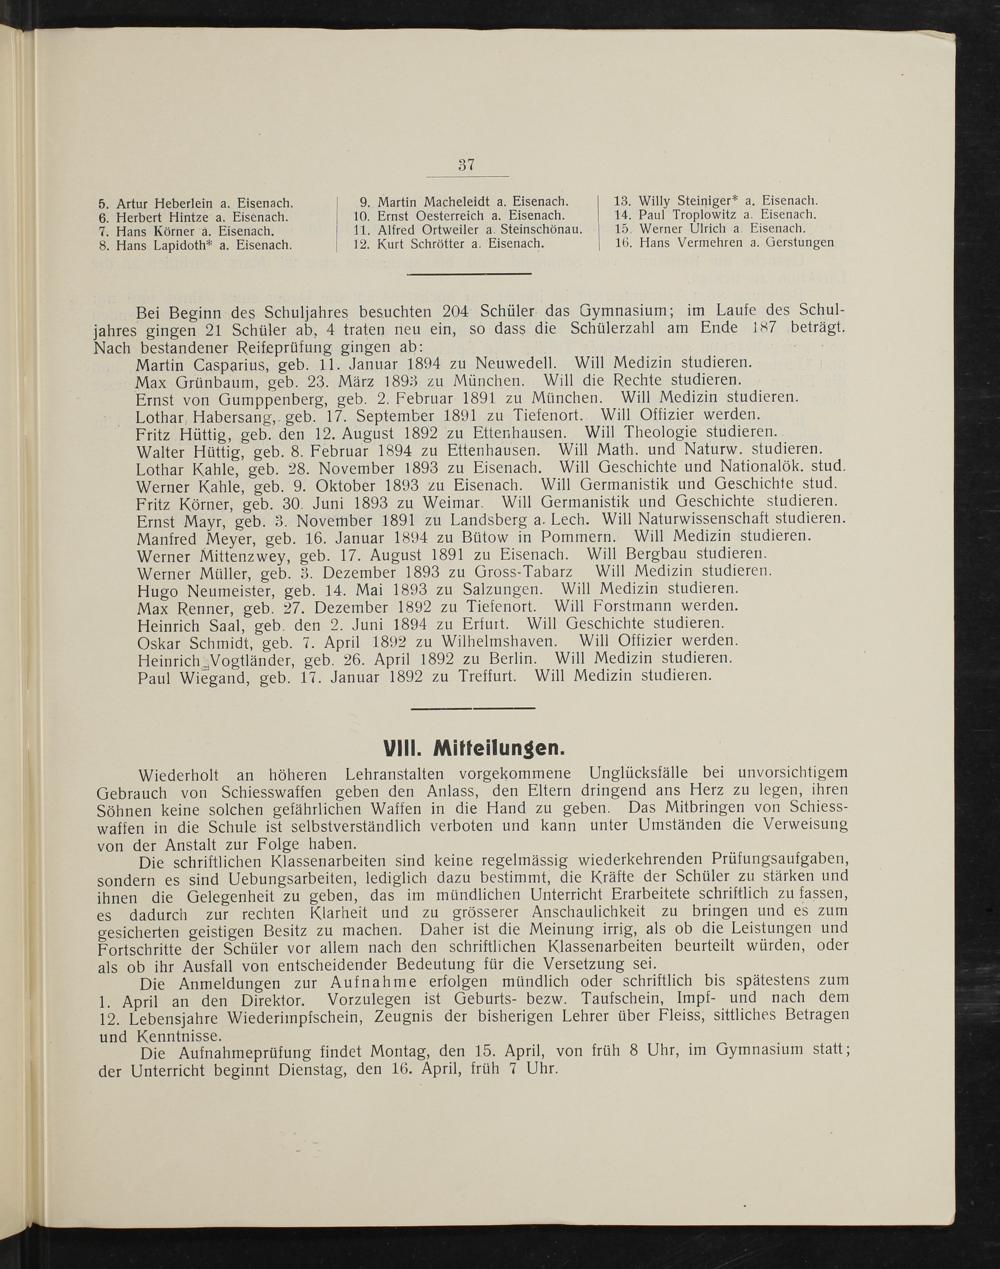 37
5. Artur Heberlein a. Eisenach.
6. Herbert Hintze a. Eisenach.
7. Hans Körner a. Eisenach.
8. Hans Lapidoth* a. Eisenach.
9. Martin Macheleidt a. Eisenach.
10. Ernst Oesterreich a. Eisenach.
11. Alfred Ortweiler a. Steinschönau.
12. Kurt Schrötter a. Eisenach.
13. Willy Steiniger* a. Eisenach.
14. Paul Troplowitz a. Eisenach.
15. Werner Ulrich a. Eisenach.
16. Hans Vermehren a. Gerstungen
Bei Beginn des Schuljahres besuchten 204 Schüler das Gymnasium; im Laufe des Schul-
jahres gingen 21 Schüler ab, 4 traten neu ein, so dass die Schülerzahl am Ende 187 beträgt.
Nach bestandener Reifeprüfung gingen ab:
Martin Casparius, geb. 11. Januar 1894 zu Neuwedell. Will Medizin studieren.
Max Grünbaum, geb. 23. März 1893 zu München. Will die Rechte studieren.
Ernst von Gumppenberg, geb. 2. Februar 1891 zu München. Will Medizin studieren.
Lothar Habersang, geb. 17. September 1891 zu Tiefenort. Will Offizier werden.
Fritz Hüttig, geb. den 12. August 1892 zu Ettenhausen. Will Theologie studieren.
Walter Hüttig, geb. 8. Februar 1894 zu Ettenhausen. Will Math. und Naturw. studieren.
Lothar Kahle, geb. 28. November 1893 zu Eisenach. Will Geschichte und Nationalök. stud.
Werner Kahle, geb. 9. Oktober 1893 zu Eisenach. Will Germanistik und Geschichte stud.
Fritz Körner, geb. 30. Juni 1893 zu Weimar. Will Germanistik und Geschichte studieren.
Ernst Mayr, geb. 3. November 1891 zu Landsberg a. Lech. Will Naturwissenschaft studieren.
Manfred Meyer, geb. 16. Januar 1894 zu Bütow in Pommern. Will Medizin studieren.
Werner Mittenzwey, geb. 17. August 1891 zu Eisenach. Will Bergbau studieren.
Werner Müller, geb. 3. Dezember 1893 zu Gross-Tabarz Will Medizin studieren.
Hugo Neumeister, geb. 14. Mai 1893 zu Salzungen. Will Medizin studieren.
Max Renner, geb. 27. Dezember 1892 zu Tiefenort. Will Forstmann werden.
Heinrich Saal, geb. den 2. Juni 1894 zu Erfurt. Will Geschichte studieren.
Oskar Schmidt, geb. 7. April 1892 zu Wilhelmshaven. Will Offizier werden.
Heinrich Vogtländer, geb. 26. April 1892 zu Berlin. Will Medizin studieren.
Paul Wiegand, geb. 17. Januar 1892 zu Treffurt. Will Medizin studieren.
VIII. Mitteilungen.
Wiederholt an höheren Lehranstalten vorgekommene Unglücksfälle bei unvorsichtigem
Gebrauch von Schiesswaffen geben den Anlass, den Eltern dringend ans Herz zu legen, ihren
Söhnen keine solchen gefährlichen Waffen in die Hand zu geben. Das Mitbringen von Schiess-
waffen in die Schule ist selbstverständlich verboten und kann unter Umständen die Verweisung
von der Anstalt zur Folge haben.
Die schriftlichen Klassenarbeiten sind keine regelmässig wiederkehrenden Prüfungsaufgaben,
sondern es sind Uebungsarbeiten, lediglich dazu bestimmt, die Kräfte der Schüler zu stärken und
ihnen die Gelegenheit zu geben, das im mündlichen Unterricht Erarbeitete schriftlich zu fassen,
es dadurch zur rechten Klarheit und zu grösserer Anschaulichkeit zu bringen und es zum
gesicherten geistigen Besitz zu machen. Daher ist die Meinung irrig, als ob die Leistungen und
Fortschritte der Schüler vor allem nach den schriftlichen Klassenarbeiten beurteilt würden, oder
als ob ihr Ausfall von entscheidender Bedeutung für die Versetzung sei.
Die Anmeldungen zur Aufnahme erfolgen mündlich oder schriftlich bis spätestens zum
1. April an den Direktor. Vorzulegen ist Geburts- bezw. Taufschein, Impf- und nach dem
12. Lebensjahre Wiederimpfschein, Zeugnis der bisherigen Lehrer über Fleiss, sittliches Betragen
und Kenntnisse.
Die Aufnahmeprüfung findet Montag, den 15. April, von früh 8 Uhr, im Gymnasium statt;
der Unterricht beginnt Dienstag, den 16. April, früh 7 Uhr.